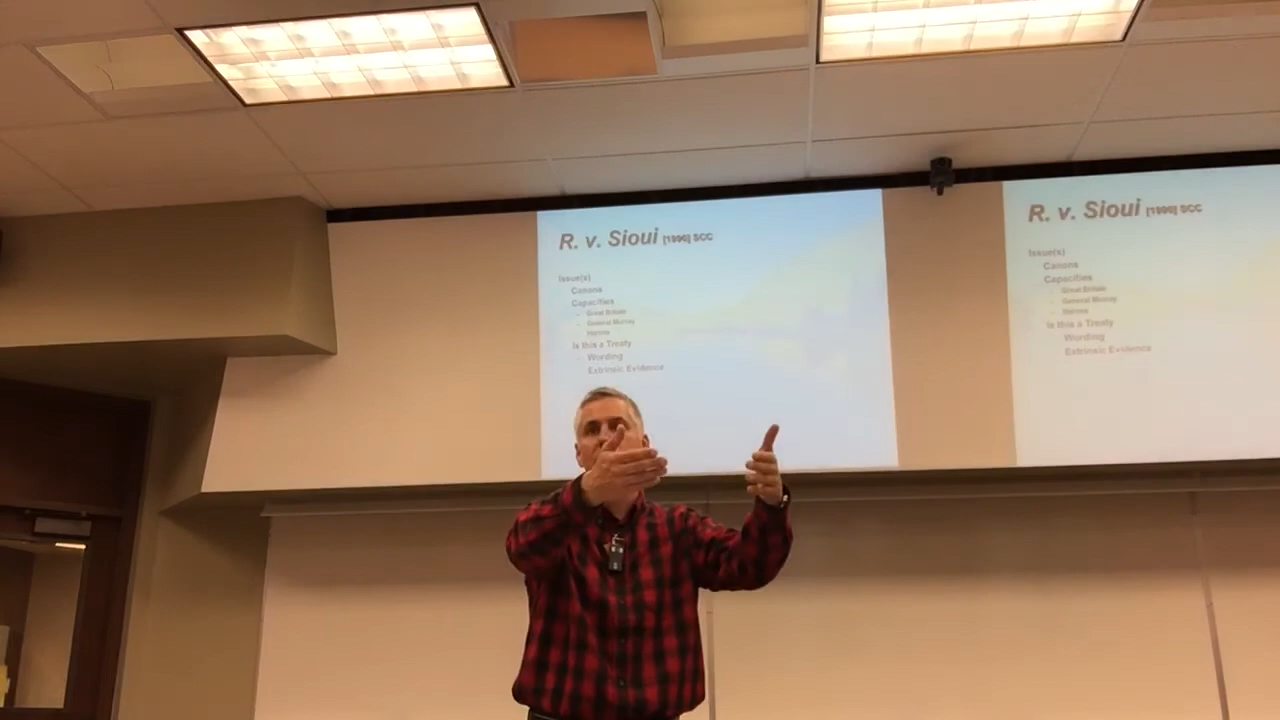 R. v. Sioui [1990] SCC
Issue(s)
Canons
Capacities
– Great Britain
– General Murray
– Hurons
Is this a Treaty
– Wording
Extrinsic Evidence
R. v. Sioui [1990] SCC
Issue(s)
Canons
Capacities
– Great Britain
– General Murray
– Hurons
Is this a Treaty
Wording
Extrinsic Evidence